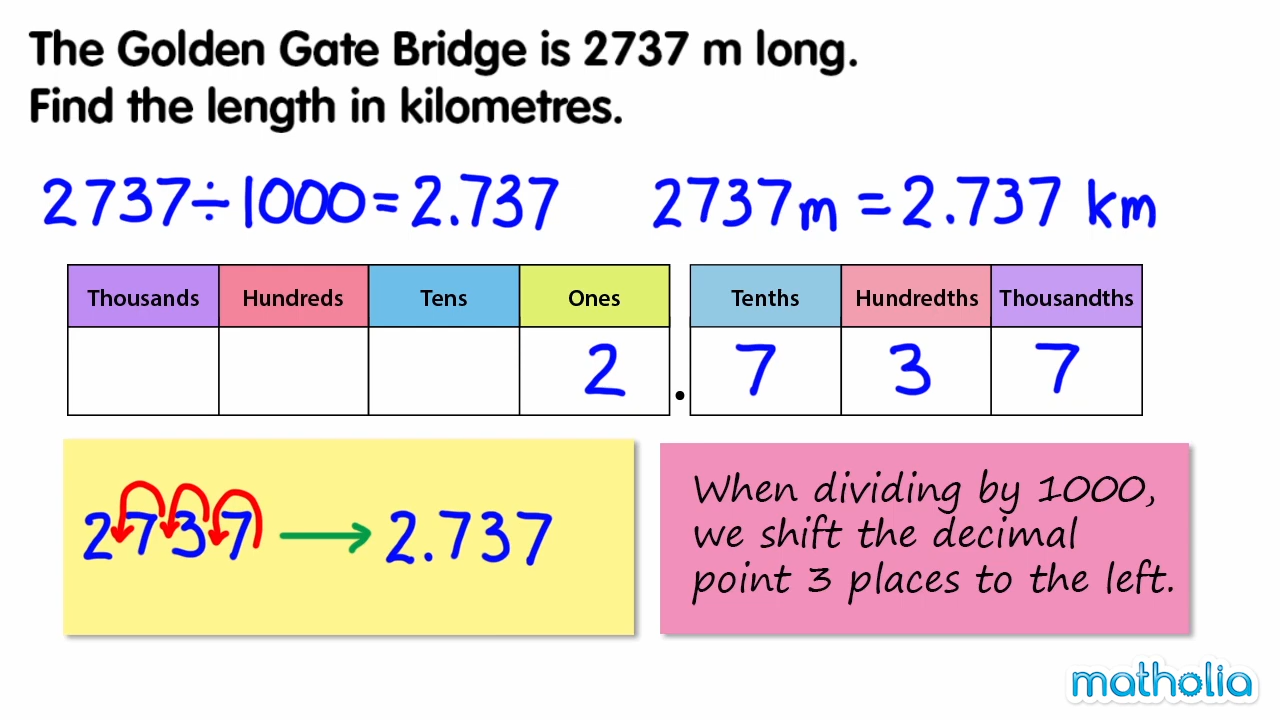 The Golden Gate Bridge is 2737 m long.
Find the length in kilometres.
2737÷1000=2.737 2737m = 2.737 km
Thousands Hundreds Tens Ones Tenths Hundredths Thousandths
2 . 7 3 7
2737 → 2.737
When dividing by 1000,
we shift the decimal
point 3 places to the left.
matholia